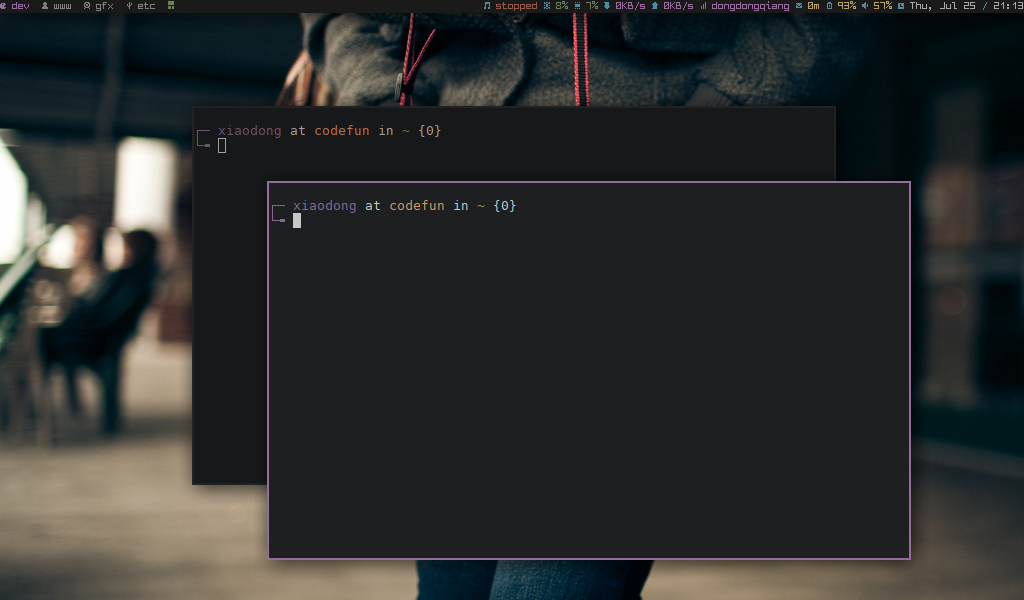 dev www gfx etc stopped 8% 7% 0KB/s 0KB/s dongdongqiang 0m 93% 57% Thu, Jul 25 / 21:13
xiaodong at codefun in ~ {0}
xiaodong at codefun in ~ {0}